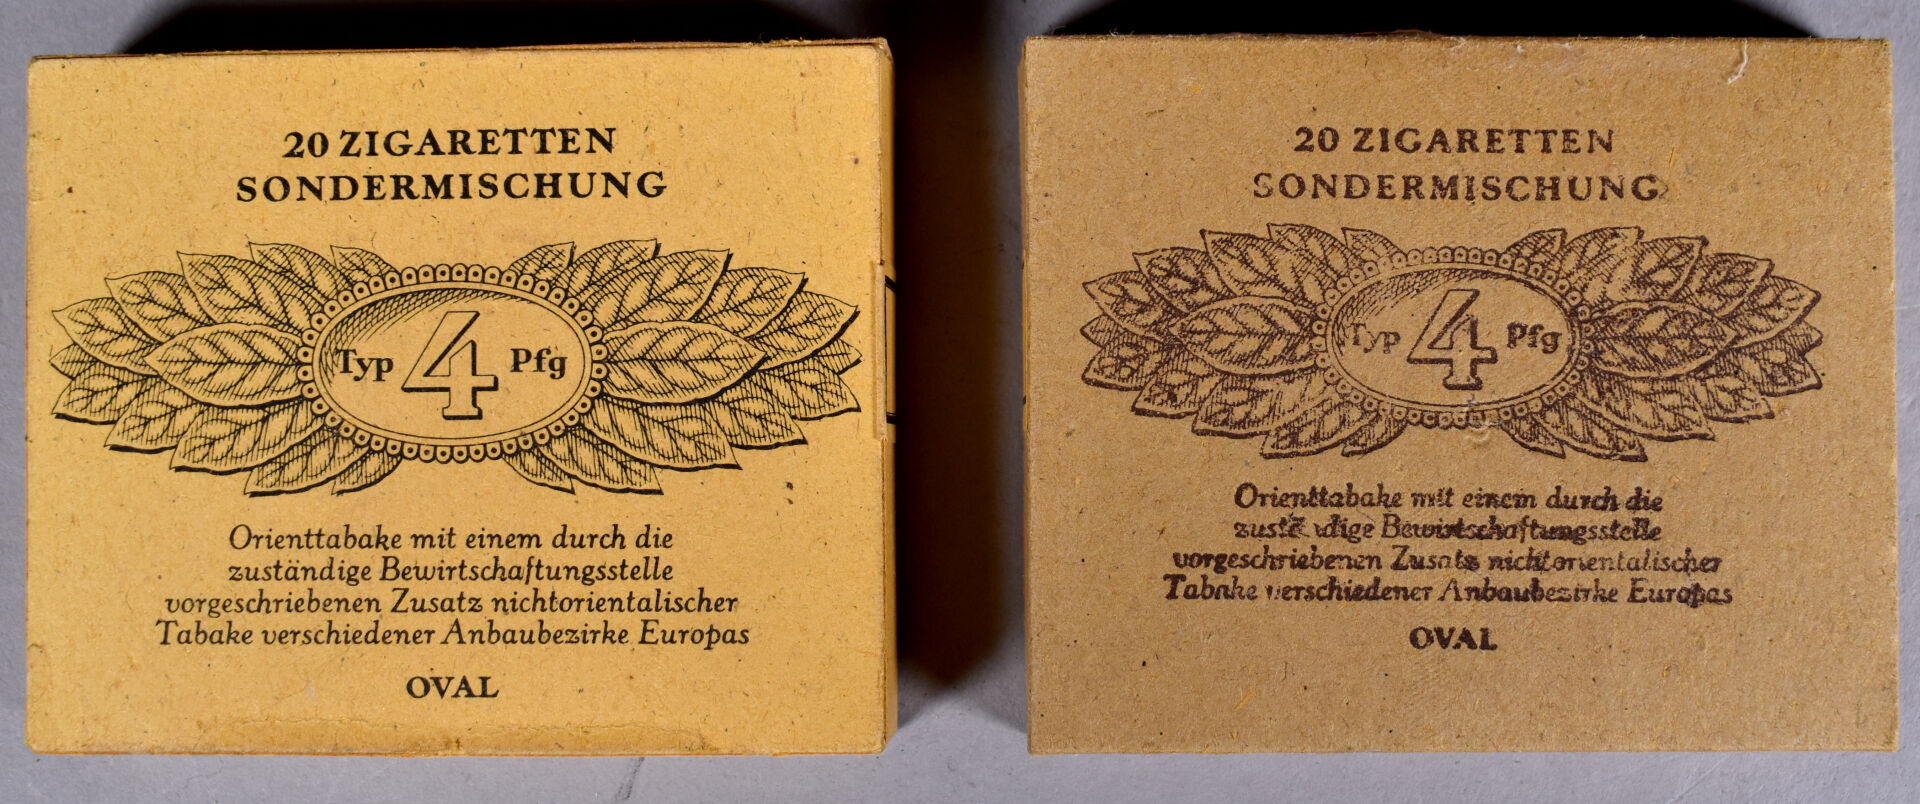 20 ZIGARETTEN
SONDERMISCHUNG
Typ 4 Pfg
Orienttabake mit einem durch die
zuständige Bewirtschaftungsstelle
vorgeschriebenen Zusatz nichtorientalischer
Tabake verschiedener Anbaubezirke Europas
OVAL
20 ZIGARETTEN
SONDERMISCHUNG
Typ 4 Pfg
Orienttabake mit einem durch die
zuständige Bewirtschaftungsstelle
vorgeschriebenen Zusatz nichtorientalischer
Tabake verschiedener Anbaubezirke Europas
OVAL